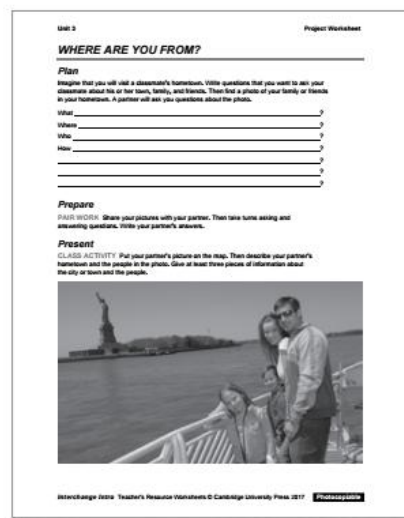 Unit 3 Project Worksheet
WHERE ARE YOU FROM?
Plan
Imagine that you will visit a classmate's hometown. Write questions that you want to ask your
classmate about his or her town, family, and friends. Then find a photo of your family or friends
in your hometown. A partner will ask you questions about the photo.
What ?
Where ?
Who ?
How ?
?
?
?
Prepare
PAIR WORK Share your pictures with your partner. Then take turns asking and
answering questions. Write your partner's answers.
Present
CLASS ACTIVITY Put your partner's picture on the map. Then describe your partner's
hometown and the people in the photo. Give at least three pieces of information about
the city or town and the people.
Interchange Intro Teacher's Resource Worksheets © Cambridge University Press 2017 Photocopiable